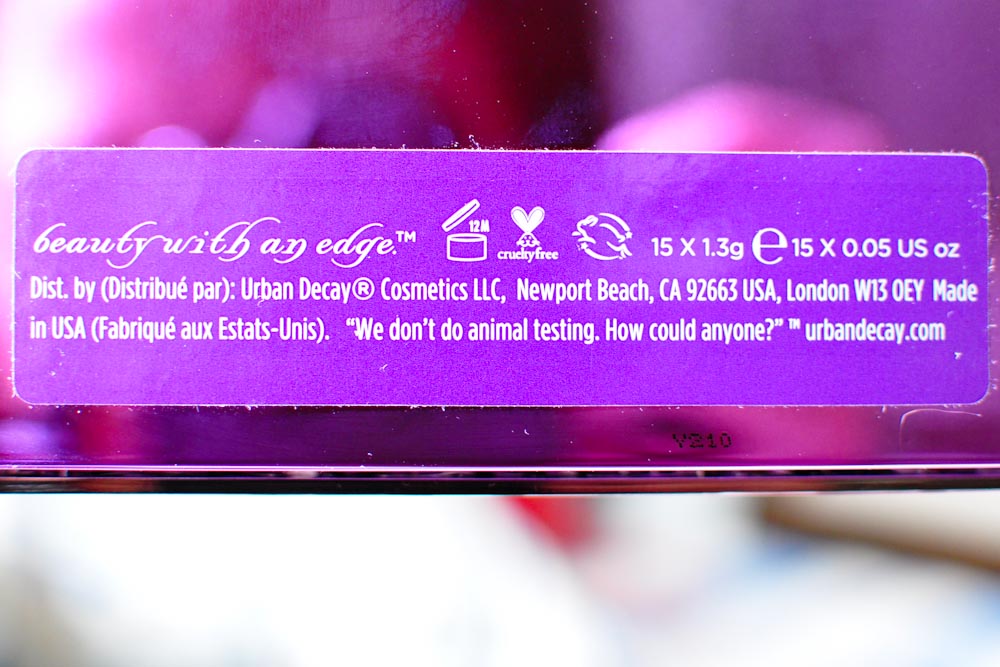 beauty with an edge.™ 12M crueltyfree 15 X 1.3g ℮ 15 X 0.05 US oz
Dist. by (Distribué par): Urban Decay® Cosmetics LLC, Newport Beach, CA 92663 USA, London W13 OEY Made
in USA (Fabriqué aux Estats-Unis). “We don’t do animal testing. How could anyone?” ™ urbandecay.com